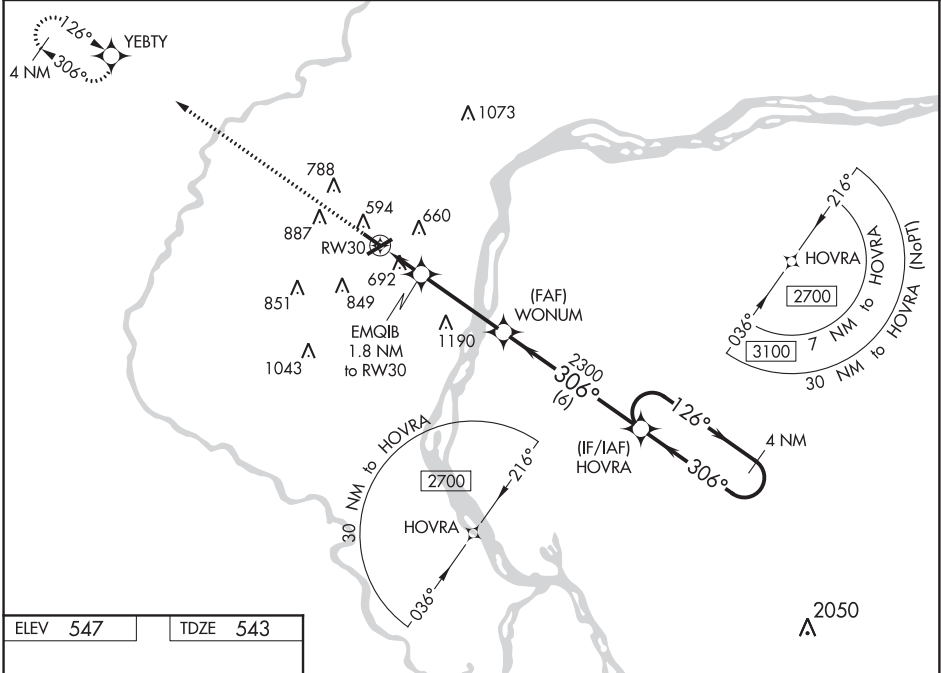 126°
YEBTY
306°
4 NM
1073
788
594
660
887
RW30
692
851
849
EMQIB
1.8 NM
to RW30
1190
1043
(FAF)
WONUM
2300
306°
(6)
(IF/IAF)
HOVRA
126°
4 NM
306°
216°
HOVRA
2700
7 NM to HOVRA
036°
3100
30 NM to HOVRA (NoPT)
30 NM to HOVRA
2700
216°
HOVRA
036°
2050
ELEV 547
TDZE 543